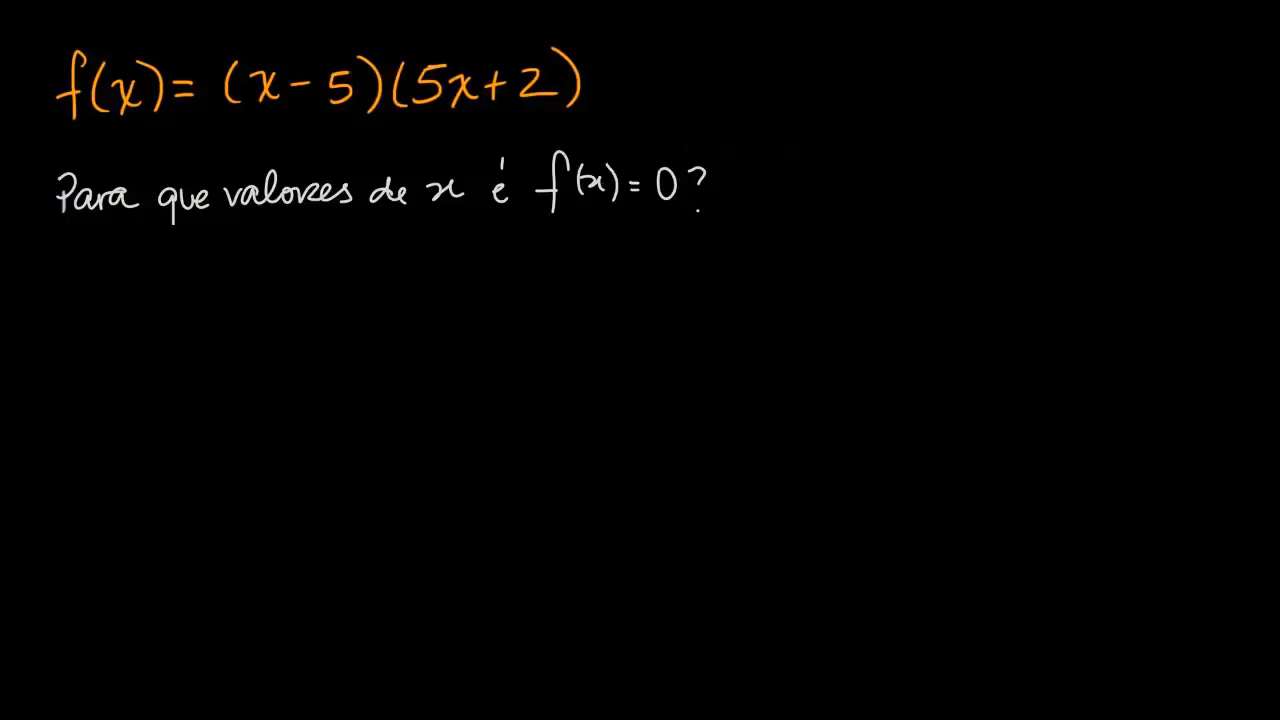 f(x) = (x - 5)(5x + 2)
Para que valores de x é f(x) = 0?